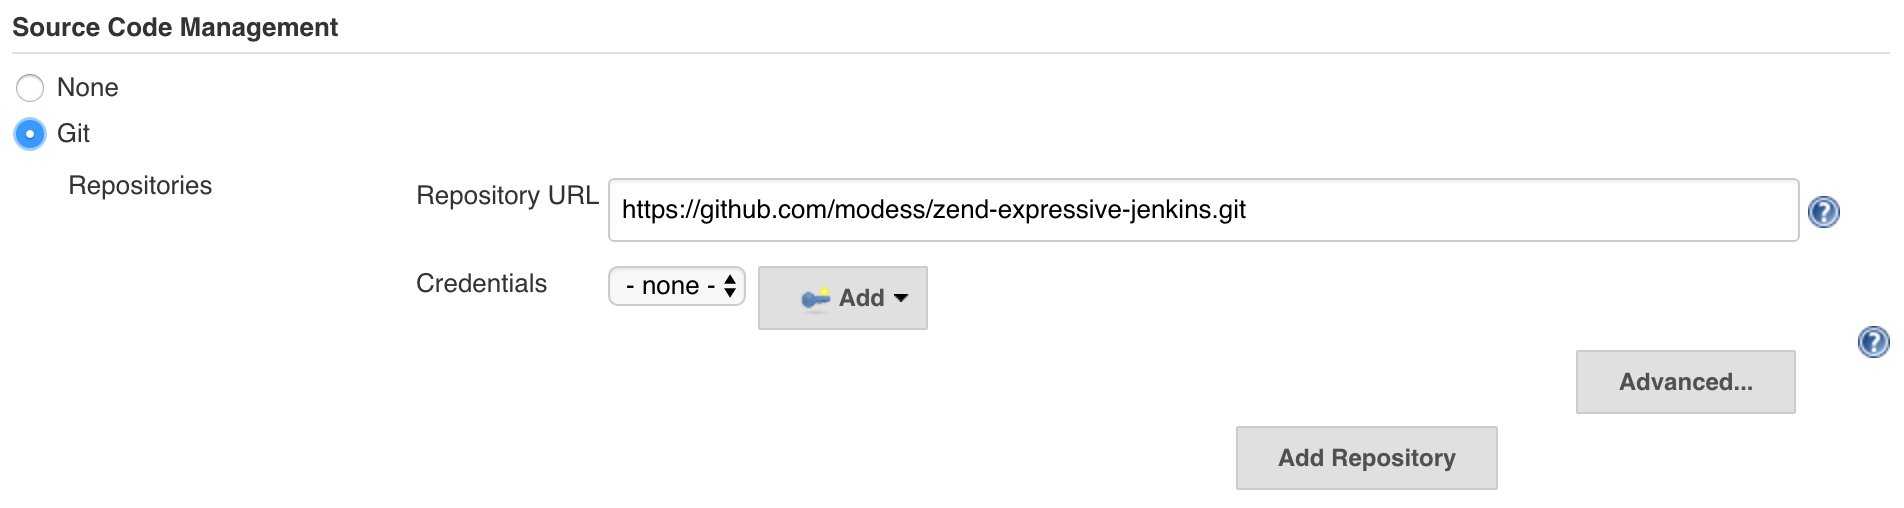 Source Code Management
None
Git
Repositories
Repository URL
https://github.com/modess/zend-expressive-jenkins.git
?
Credentials
- none -
Add
?
Advanced...
Add Repository